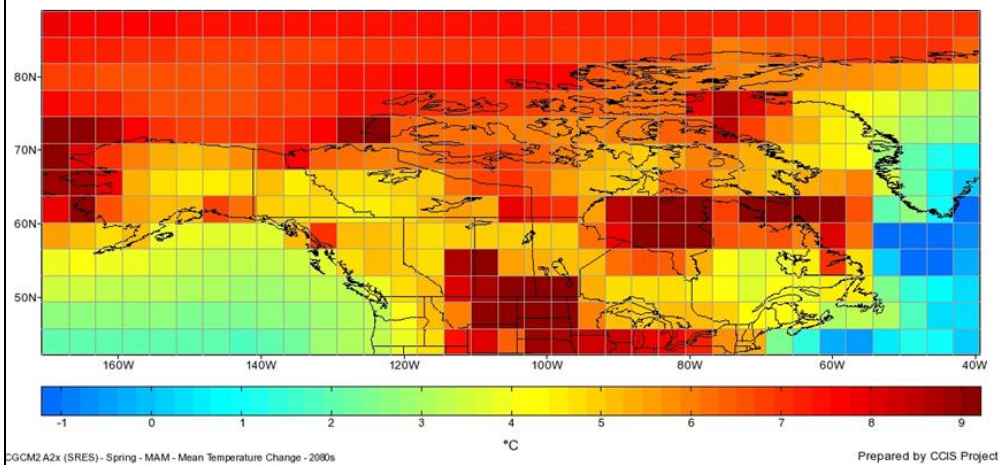 80N
70N
60N
50N
160W 140W 120W 100W 80W 60W 40W
-1 0 1 2 3 4 5 6 7 8 9
°C
CGCM2 A2x (SRES) - Spring - MAM - Mean Temperature Change - 2080s
Prepared by CCIS Project